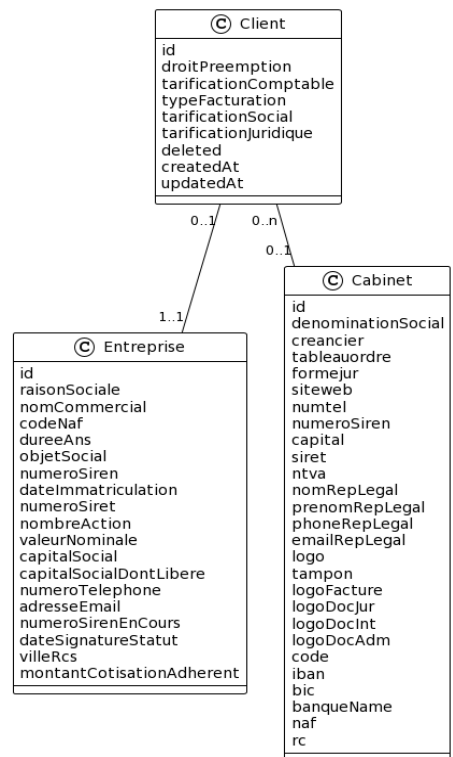 C Client
id
droitPreemption
tarificationComptable
typeFacturation
tarificationSocial
tarificationJuridique
deleted
createdAt
updatedAt
0..1
0..n
0..1
1..1
C Entreprise
id
raisonSociale
nomCommercial
codeNaf
dureeAns
objetSocial
numeroSiren
dateImmatriculation
numeroSiret
nombreAction
valeurNominale
capitalSocial
capitalSocialDontLibere
numeroTelephone
adresseEmail
numeroSirenEnCours
dateSignatureStatut
villeRcs
montantCotisationAdherent
C Cabinet
id
denominationSocial
creancier
tableauordre
formejur
siteweb
numtel
numeroSiren
capital
siret
ntva
nomRepLegal
prenomRepLegal
phoneRepLegal
emailRepLegal
logo
tampon
logoFacture
logoDocJur
logoDocInt
logoDocAdm
code
iban
bic
banqueName
naf
rc